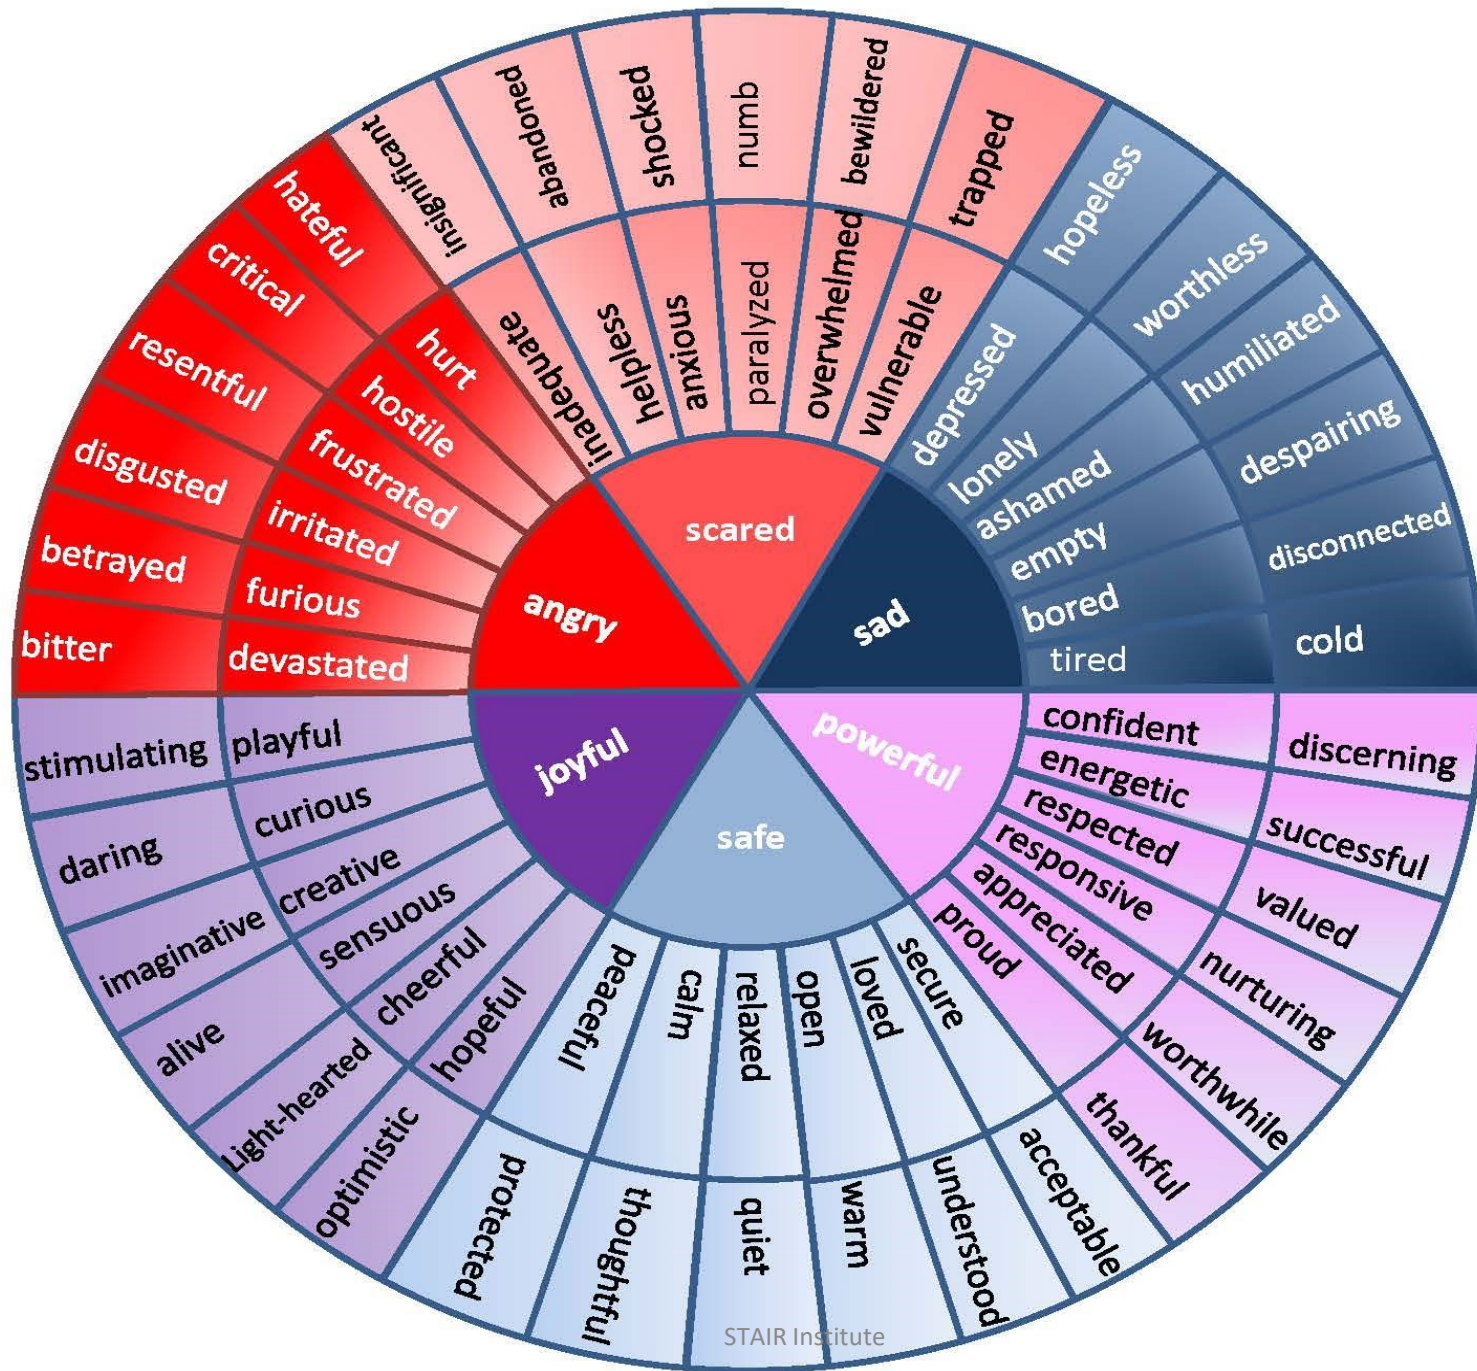 scared
sad
powerful
safe
joyful
angry
inadequate
helpless
anxious
paralyzed
overwhelmed
vulnerable
insignificant
abandoned
shocked
numb
bewildered
trapped
depressed
lonely
ashamed
empty
bored
tired
hopeless
worthless
humiliated
despairing
disconnected
cold
confident
energetic
respected
responsive
appreciated
proud
discerning
successful
valued
nurturing
worthwhile
thankful
secure
loved
open
relaxed
calm
peaceful
acceptable
understood
warm
quiet
thoughtful
protected
hopeful
cheerful
sensuous
creative
curious
playful
optimistic
Light-hearted
alive
imaginative
daring
stimulating
devastated
furious
irritated
frustrated
hostile
hurt
bitter
betrayed
disgusted
resentful
critical
hateful
STAIR Institute